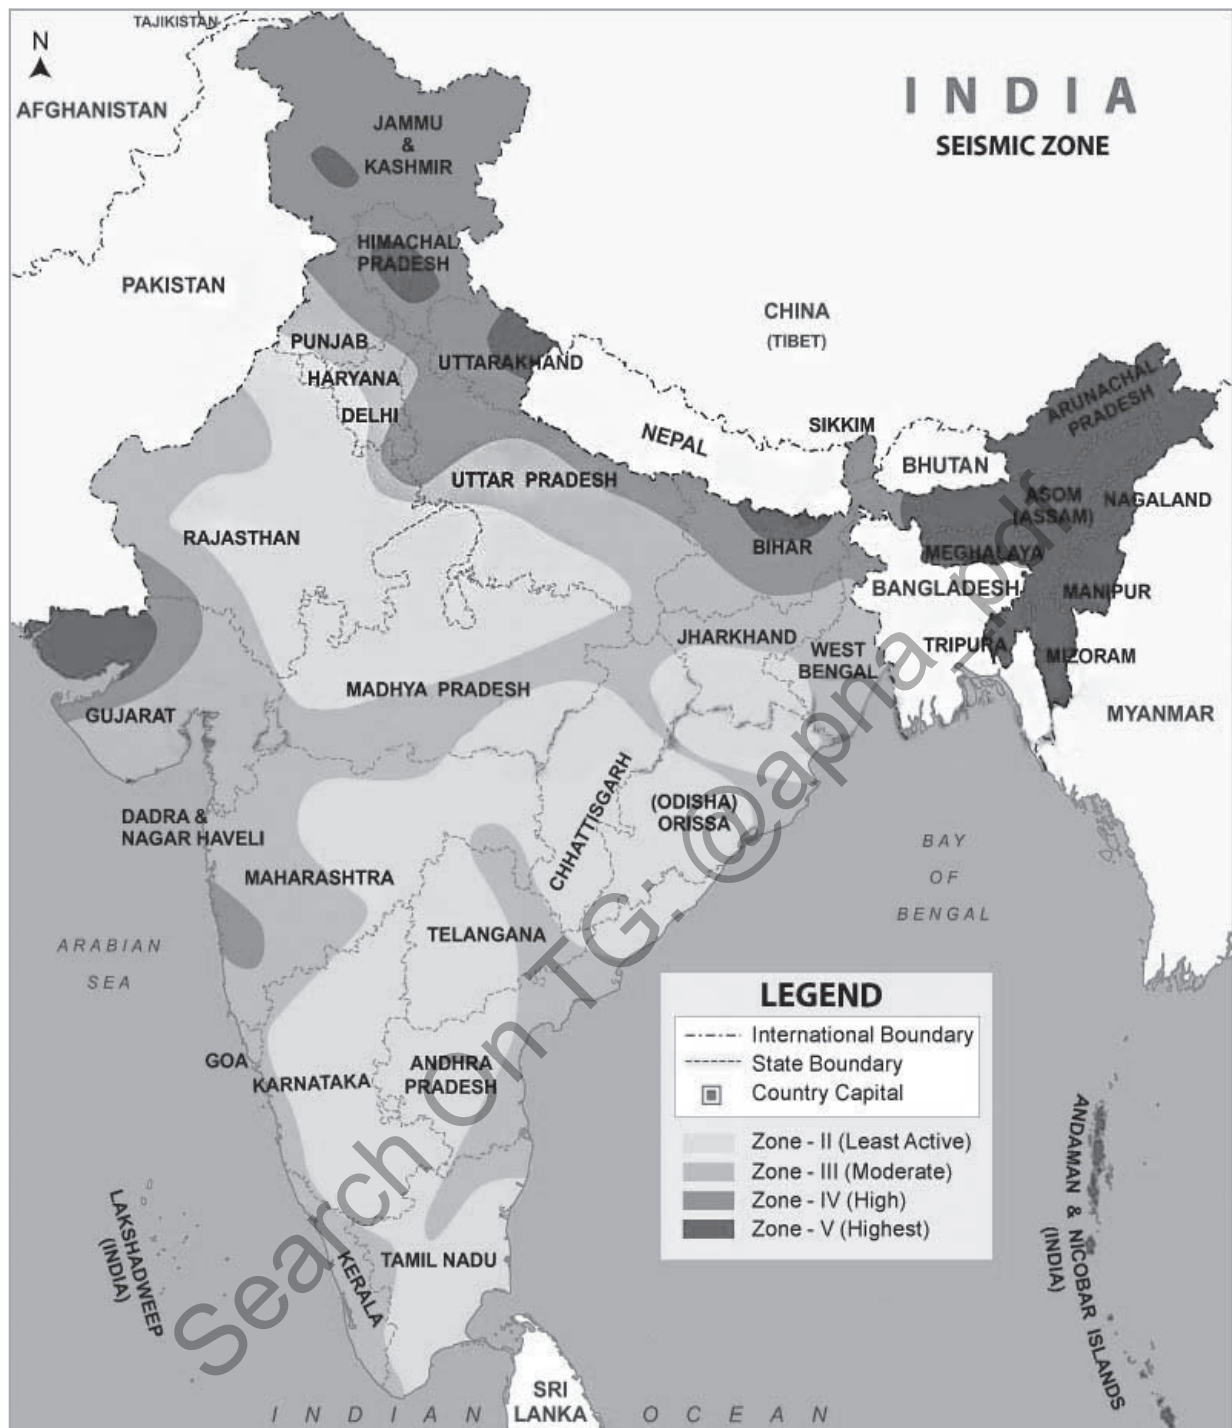 TAJIKISTAN
N
AFGHANISTAN
INDIA
SEISMIC ZONE
JAMMU
&
KASHMIR
HIMACHAL
PRADESH
PAKISTAN
CHINA
(TIBET)
PUNJAB
UTTARAKHAND
HARYANA
DELHI
ARUNACHAL
PRADESH
SIKKIM
NEPAL
BHUTAN
UTTAR PRADESH
ASOM
(ASSAM)
NAGALAND
RAJASTHAN
BIHAR
MEGHALAYA
BANGLADESH
MANIPUR
JHARKHAND
WEST
BENGAL
TRIPURA
MIZORAM
MADHYA PRADESH
GUJARAT
MYANMAR
CHHATTISGARH
(ODISHA)
ORISSA
DADRA &
NAGAR HAVELI
BAY
OF
BENGAL
MAHARASHTRA
TELANGANA
ARABIAN
SEA
GOA
KARNATAKA
ANDHRA
PRADESH
LEGEND
International Boundary
State Boundary
Country Capital
Zone - II (Least Active)
Zone - III (Moderate)
Zone - IV (High)
Zone - V (Highest)
LAKSHADWEEP
(INDIA)
KERALA
TAMIL NADU
ANDAMAN & NICOBAR ISLANDS
(INDIA)
SRI
LANKA
INDIAN OCEAN
Search On TG: @apna_pdf